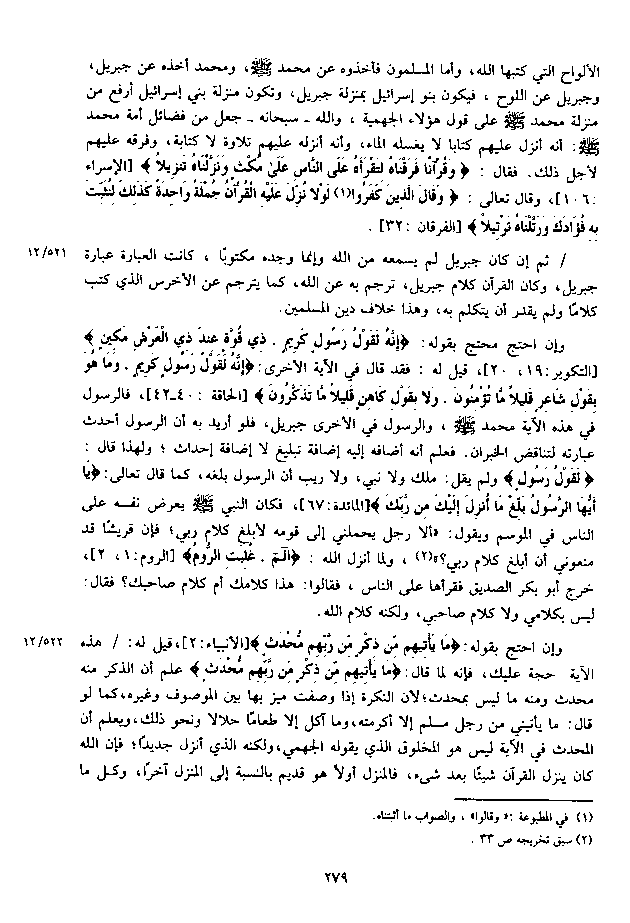 الألواح التي كتبها الله، وأما المسلمون فأخذوه عن محمد ﷺ، ومحمد أخذه عن جبريل،
وجبريل عن اللوح ، فيكون بنو إسرائيل بمنزلة جبريل، وتكون منزلة بني إسرائيل أرفع من
منزلة محمد ﷺ على قول هؤلاء الجهمية ، والله ـ سبحانه ـ جعل من فضائل أمة محمد
ﷺ: أنه أنزل عليهم كتابا لا يغسله الماء، وأنه أنزله عليهم تلاوة لا كتابة، وفرقه عليهم
لأجل ذلك. فقال : ﴿ وَقُرْآنًا فَرَقْنَاهُ لِتَقْرَأَهُ عَلَى النَّاسِ عَلَىٰ مُكْثٍ وَنَزَّلْنَاهُ تَنزِيلاً ﴾ [الإسراء
:١٠٦]، وقال تعالى : ﴿ وَقَالَ الَّذِينَ كَفَرُوا(١) لَوْلا نُزِّلَ عَلَيْهِ الْقُرْآنُ جُمْلَةً وَاحِدَةً كَذَلِكَ لِنُثَبِّتَ
بِهِ فُؤَادَكَ وَرَتَّلْنَاهُ تَرْتِيلاً ﴾ [الفرقان :٣٢] .
١٢/٥٢١ / ثم إن كان جبريل لم يسمعه من الله وإنما وجده مكتوبًا ، كانت العبارة عبارة
جبريل، وكان القرآن كلام جبريل، ترجم به عن الله، كما يترجم عن الأخرس الذي كتب
كلامًا ولم يقدر أن يتكلم به، وهذا خلاف دين المسلمين.
وإن احتج محتج بقوله: ﴿إِنَّهُ لَقَوْلُ رَسُولٍ كَرِيمٍ . ذِي قُوَّةٍ عِندَ ذِي الْعَرْشِ مَكِينٍ ﴾
[التكوير:١٩، ٢٠]، قيل له : فقد قال في الآية الأخرى:﴿إِنَّهُ لَقَوْلُ رَسُولٍ كَرِيمٍ . وَمَا هُوَ
بِقَوْلِ شَاعِرٍ قَلِيلاً مَّا تُؤْمِنُونَ . وَلا بِقَوْلِ كَاهِنٍ قَلِيلاً مَّا تَذَكَّرُونَ ﴾ [الحاقة :٤٠ـ٤٢]، فالرسول
في هذه الآية محمد ﷺ ، والرسول في الأخرى جبريل، فلو أريد به أن الرسول أحدث
عبارته لتناقض الخبران. فعلم أنه أضافه إليه إضافة تبليغ لا إضافة إحداث ؛ ولهذا قال :
﴿ لَقَوْلُ رَسُولٍ ﴾ ولم يقل: ملك ولا نبي، ولا ريب أن الرسول بلغه، كما قال تعالى:﴿يَا
أَيُّهَا الرَّسُولُ بَلِّغْ مَا أُنزِلَ إِلَيْكَ مِن رَّبِّكَ ﴾[المائدة:٦٧]، فكان النبي ﷺ يعرض نفسه على
الناس في الموسم ويقول: «ألا رجل يحملني إلى قومه لأبلغ كلام ربي؛ فإن قريشًا قد
منعوني أن أبلغ كلام ربي؟»(٢) ، ولما أنزل الله : ﴿الٓمٓ . غُلِبَتِ الرُّومُ﴾ [الروم:١، ٢]،
خرج أبو بكر الصديق فقرأها على الناس ، فقالوا: هذا كلامك أم كلام صاحبك؟ فقال:
ليس بكلامي ولا كلام صاحبي، ولكنه كلام الله.
١٢/٥٢٢ وإن احتج بقوله: ﴿مَا يَأْتِيهِم مِّن ذِكْرٍ مِّن رَّبِّهِم مُّحْدَثٍ ﴾[الأنبياء:٢]،قيل له: / هذه
الآية حجة عليك، فإنه لما قال: ﴿مَا يَأْتِيهِم مِّن ذِكْرٍ مِّن رَّبِّهِم مُّحْدَثٍ ﴾ علم أن الذكر منه
محدث ومنه ما ليس بمحدث؛لأن النكرة إذا وصفت ميز بها بين الموصوف وغيره،كما لو
قال: ما يأتيني من رجل مسلم إلا أكرمته،وما آكل إلا طعامًا حلالا ونحو ذلك،ويعلم أن
المحدث في الآية ليس هو المخلوق الذي يقوله الجهمي،ولكنه الذي أنزل جديدًا؛ فإن الله
كان ينزل القرآن شيئًا بعد شيء، فالمنزل أولاً هو قديم بالنسبة إلى المنزل آخرًا، وكل ما
(١) في المطبوعة :« وقالوا» ، والصواب ما أثبتناه.
(٢) سبق تخريجه ص ٣٣ .
٢٧٩